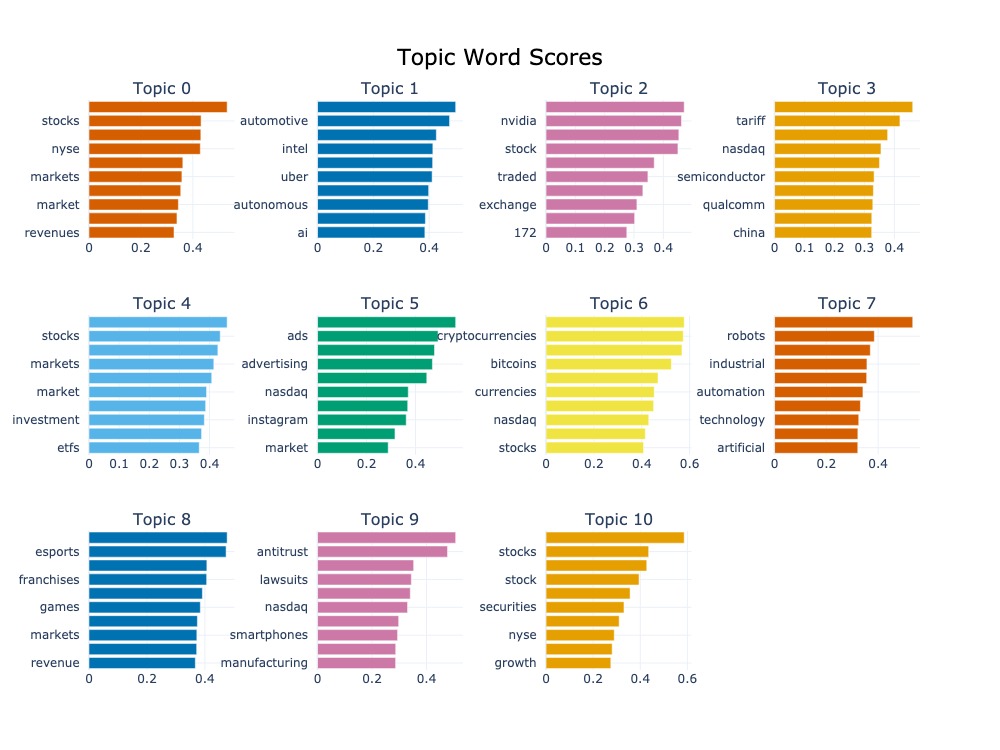 Topic Word Scores
Topic 0
stocks
nyse
markets
market
revenues
0 0.2 0.4
Topic 1
automotive
intel
uber
autonomous
ai
0 0.2 0.4
Topic 2
nvidia
stock
traded
exchange
172
0 0.1 0.2 0.3 0.4
Topic 3
tariff
nasdaq
semiconductor
qualcomm
china
0 0.1 0.2 0.3 0.4
Topic 4
stocks
markets
market
investment
etfs
0 0.1 0.2 0.3 0.4
Topic 5
ads
advertising
nasdaq
instagram
market
0 0.2 0.4
Topic 6
cryptocurrencies
bitcoins
currencies
nasdaq
stocks
0 0.2 0.4 0.6
Topic 7
robots
industrial
automation
technology
artificial
0 0.2 0.4
Topic 8
esports
franchises
games
markets
revenue
0 0.2 0.4
Topic 9
antitrust
lawsuits
nasdaq
smartphones
manufacturing
0 0.2 0.4
Topic 10
stocks
stock
securities
nyse
growth
0 0.2 0.4 0.6